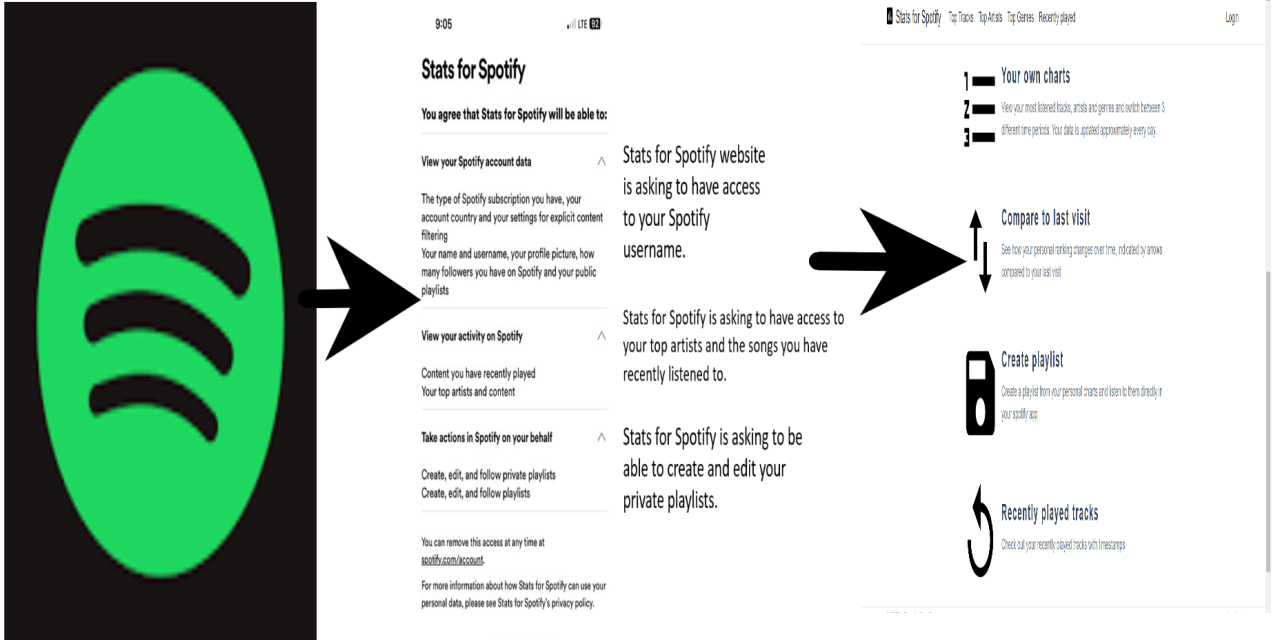 9:05
LTE 92
Stats for Spotify
You agree that Stats for Spotify will be able to:
View your Spotify account data
The type of Spotify subscription you have, your
account country and your settings for explicit content
filtering
Your name and username, your profile picture, how
many followers you have on Spotify and your public
playlists
View your activity on Spotify
Content you have recently played
Your top artists and content
Take actions in Spotify on your behalf
Create, edit, and follow private playlists
Create, edit, and follow playlists
You can remove this access at any time at
spotify.com/account.
For more information about how Stats for Spotify can use your
personal data, please see Stats for Spotify's privacy policy.
Stats for Spotify website
is asking to have access
to your Spotify
username.
Stats for Spotify is asking to have access to
your top artists and the songs you have
recently listened to.
Stats for Spotify is asking to be
able to create and edit your
private playlists.
Stats for Spotify Top Tracks Top Artists Top Genres Recently played Login
1
2
3
Your own charts
View your most listened tracks, artists and genres and switch between 3
different time periods. Your data is updated approximately every day.
Compare to last visit
See how your personal ranking changes over time, indicated by arrows
compared to your last visit
Create playlist
Create a playlist from your personal charts and listen to them directly in
your spotify app
Recently played tracks
Check out your recently played tracks with timestamps